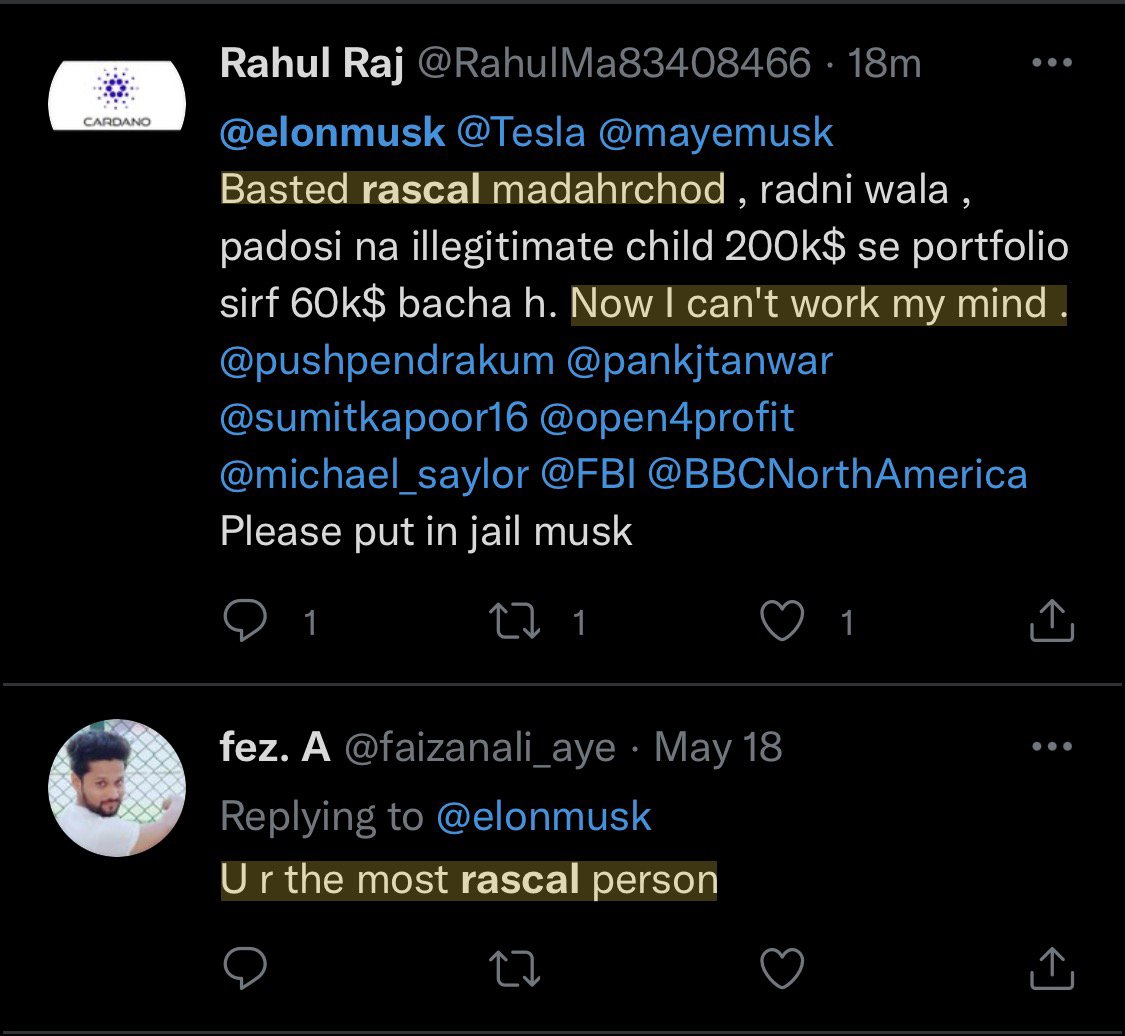 Rahul Raj @RahulMa83408466 · 18m
CARDANO
@elonmusk @Tesla @mayemusk
Basted rascal madahrchod , radni wala ,
padosi na illegitimate child 200k$ se portfolio
sirf 60k$ bacha h. Now I can't work my mind .
@pushpendrakum @pankjtanwar
@sumitkapoor16 @open4profit
@michael_saylor @FBI @BBCNorthAmerica
Please put in jail musk
1 1 1
fez. A @faizanali_aye · May 18
Replying to @elonmusk
U r the most rascal person